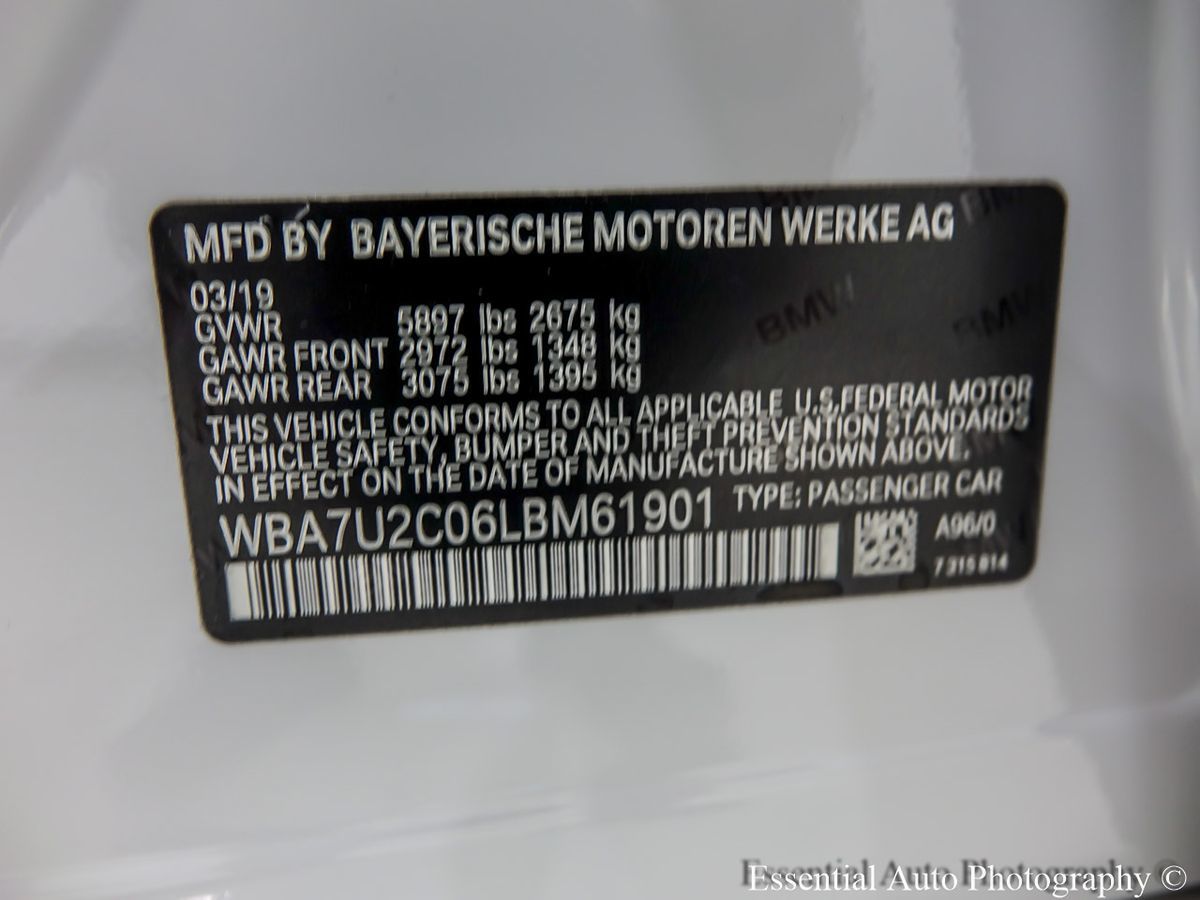 MFD BY BAYERISCHE MOTOREN WERKE AG
03/19
GVWR 5897 lbs 2675 kg
GAWR FRONT 2972 lbs 1348 kg
GAWR REAR 3075 lbs 1395 kg
THIS VEHICLE CONFORMS TO ALL APPLICABLE U.S.FEDERAL MOTOR
VEHICLE SAFETY, BUMPER AND THEFT PREVENTION STANDARDS
IN EFFECT ON THE DATE OF MANUFACTURE SHOWN ABOVE.
WBA7U2C06LBM61901 TYPE: PASSENGER CAR
A96/0
7 315 814
BMW
BMW
Essential Auto Photography ©